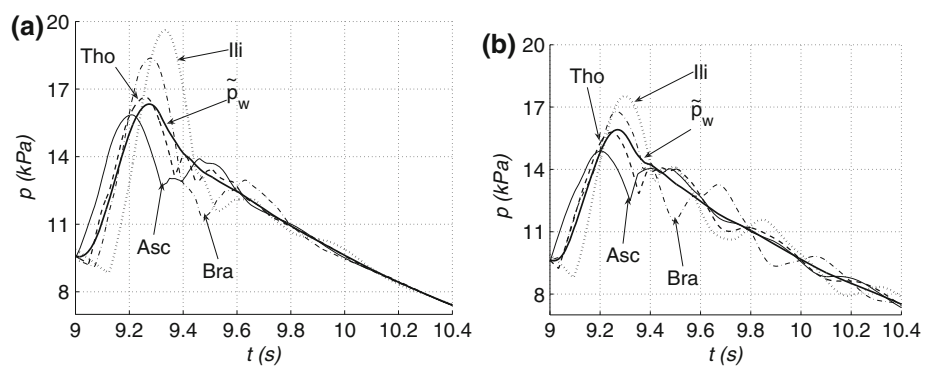 (a)
20
17
14
11
8
p (kPa)
Tho
Ili
p̃w
Asc
Bra
9 9.2 9.4 9.6 9.8 10 10.2 10.4
t (s)
(b)
20
17
14
11
8
p (kPa)
Tho
Ili
p̃w
Asc
Bra
9 9.2 9.4 9.6 9.8 10 10.2 10.4
t (s)